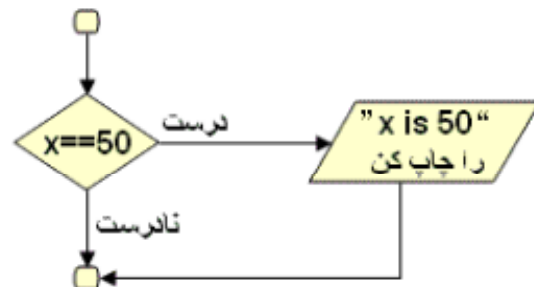 x==50
درست
"x is 50"
را چاپ کن
نادرست